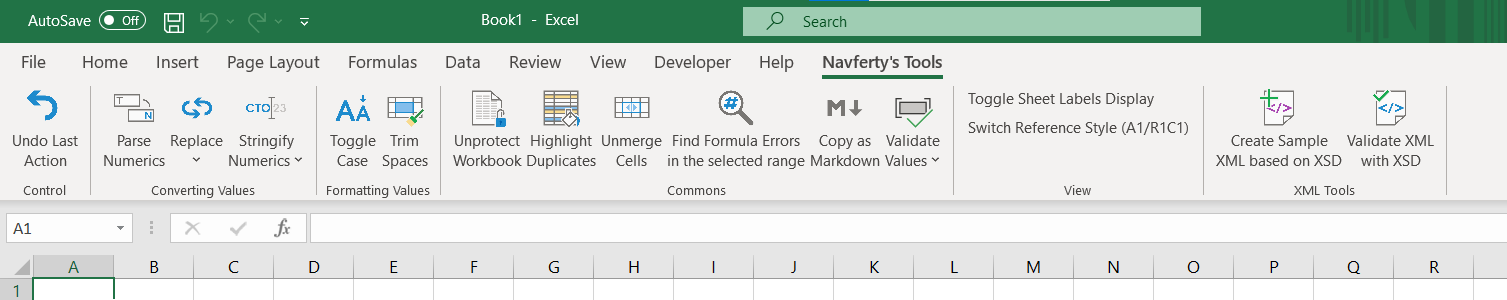 AutoSave Off Book1 - Excel Search
File Home Insert Page Layout Formulas Data Review View Developer Help Navferty's Tools
Undo Last Action
Control
Parse Numerics
Replace
CTO 23
Stringify Numerics
Converting Values
Toggle Case
Trim Spaces
Formatting Values
Unprotect Workbook
Highlight Duplicates
Unmerge Cells
Find Formula Errors in the selected range
Copy as Markdown
Validate Values
Commons
Toggle Sheet Labels Display
Switch Reference Style (A1/R1C1)
View
Create Sample XML based on XSD
Validate XML with XSD
XML Tools
A1 fx
A B C D E F G H I J K L M N O P Q R
1